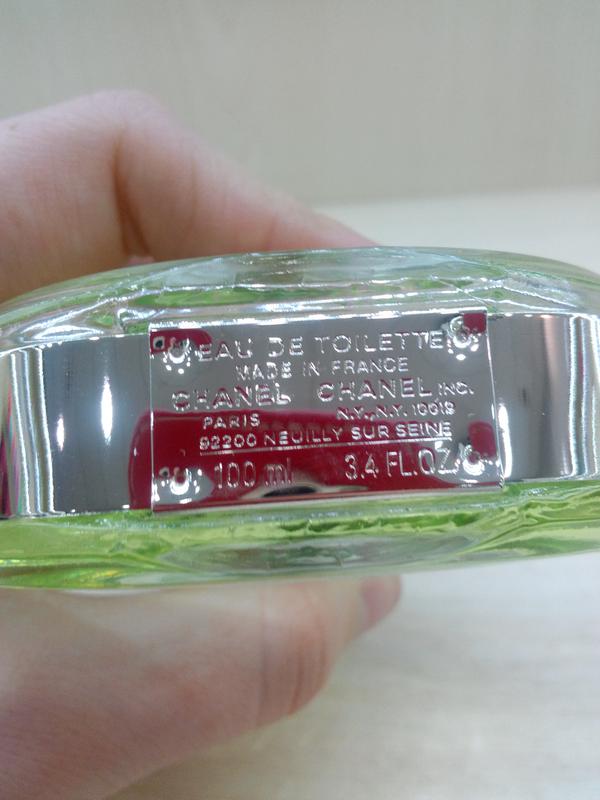 EAU DE TOILETTE
MADE IN FRANCE
CHANEL CHANEL, INC.
PARIS N.Y., N.Y. 10019
92200 NEUILLY SUR SEINE
100 ml 3.4 FL.OZ